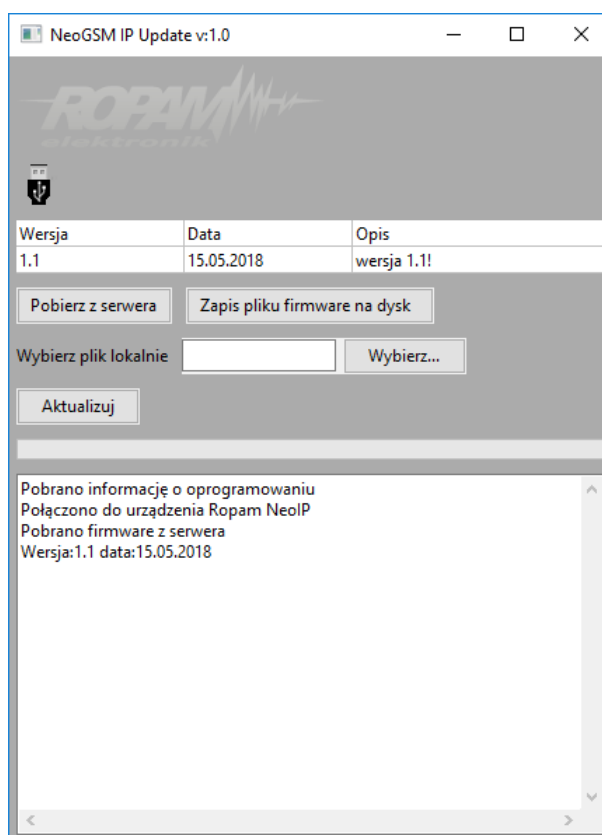 NeoGSM IP Update v:1.0
ROPAM
elektronik
Wersja Data Opis
1.1 15.05.2018 wersja 1.1!
Pobierz z serwera Zapis pliku firmware na dysk
Wybierz plik lokalnie Wybierz...
Aktualizuj
Pobrano informację o oprogramowaniu
Połączono do urządzenia Ropam NeoIP
Pobrano firmware z serwera
Wersja:1.1 data:15.05.2018